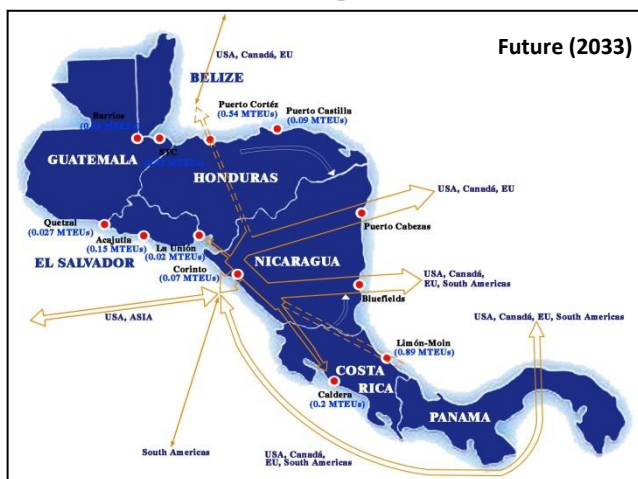 Future (2033)
USA, Canadá, EU
BELIZE
Puerto Cortéz
(0.54 MTEUs)
Puerto Castilla
(0.09 MTEUs)
Barrios
STC
GUATEMALA
HONDURAS
USA, Canadá, EU
Puerto Cabezas
Quetzal
(0.027 MTEUs)
Acajutla
(0.15 MTEUs)
La Unión
(0.02 MTEUs)
EL SALVADOR
Corinto
(0.07 MTEUs)
NICARAGUA
USA, Canadá,
EU, South Americas
Bluefields
USA, ASIA
USA, Canadá, EU, South Americas
Limón-Moin
(0.89 MTEUs)
COSTA
RICA
Caldera
(0.2 MTEUs)
PANAMA
South Americas
USA, Canadá,
EU, South Americas